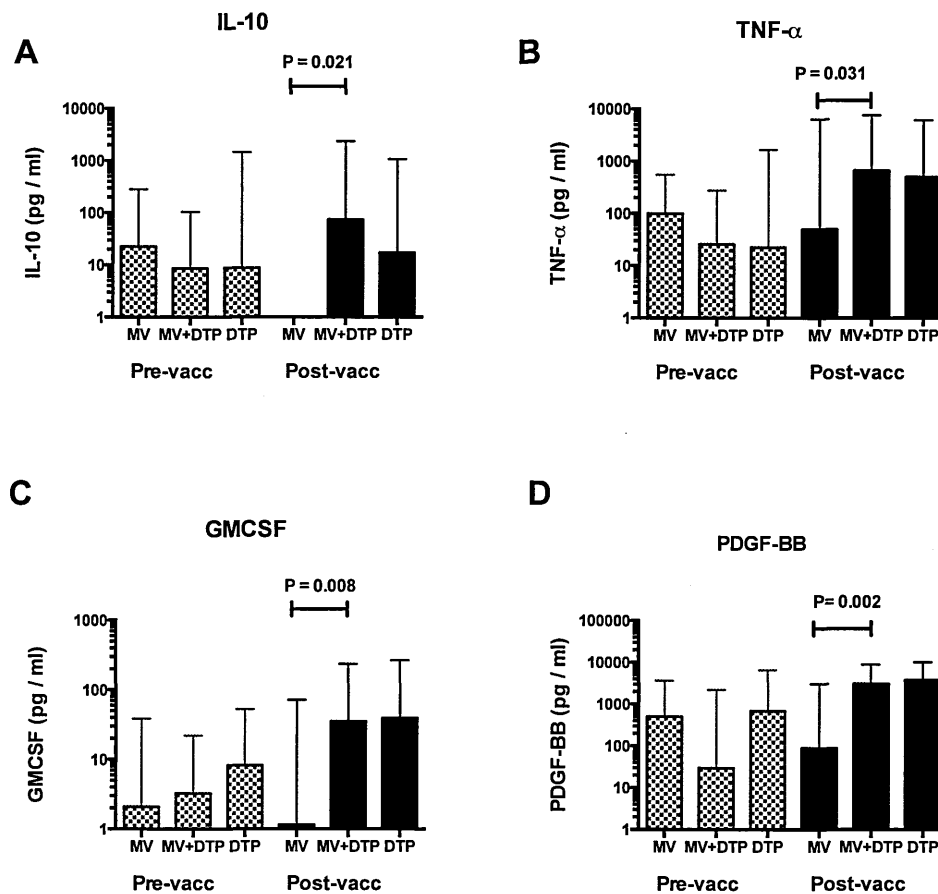 A
IL-10
P = 0.021
IL-10 (pg / ml)
10000
1000
100
10
1
MV MV+DTP DTP MV MV+DTP DTP
Pre-vacc Post-vacc
B
TNF-α
P = 0.031
TNF-α (pg / ml)
10000
1000
100
10
1
MV MV+DTP DTP MV MV+DTP DTP
Pre-vacc Post-vacc
C
GMCSF
P = 0.008
GMCSF (pg / ml)
1000
100
10
1
MV MV+DTP DTP MV MV+DTP DTP
Pre-vacc Post-vacc
D
PDGF-BB
P= 0.002
PDGF-BB (pg / ml)
100000
10000
1000
100
10
1
MV MV+DTP DTP MV MV+DTP DTP
Pre-vacc Post-vacc